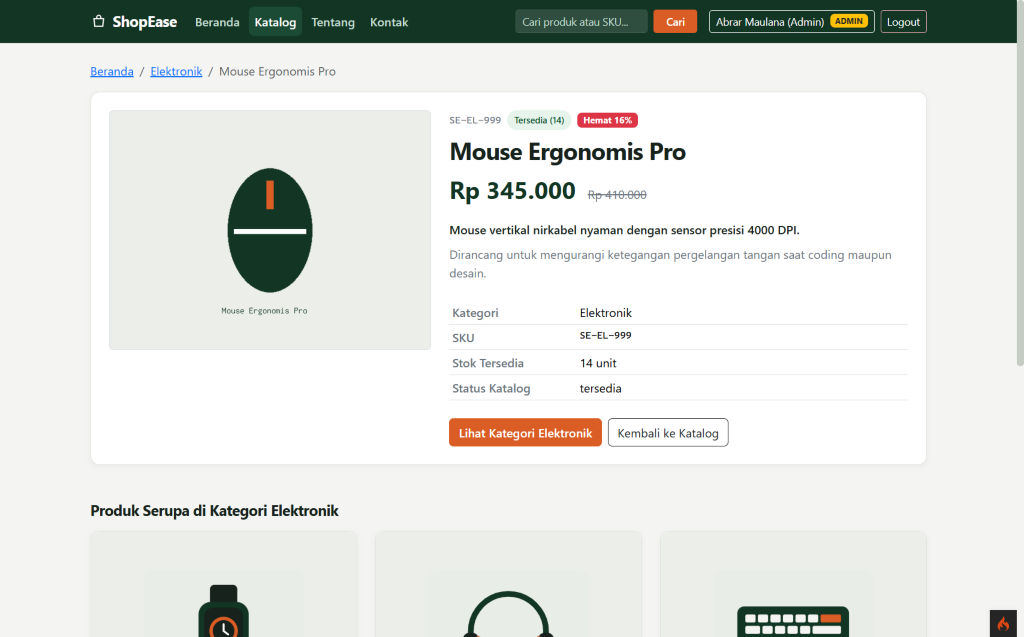 ShopEase Beranda Katalog Tentang Kontak Cari produk atau SKU... Cari Abrar Maulana (Admin) ADMIN Logout
Beranda / Elektronik / Mouse Ergonomis Pro
SE-EL-999 Tersedia (14) Hemat 16%
Mouse Ergonomis Pro
Rp 345.000 Rp 410.000
Mouse vertikal nirkabel nyaman dengan sensor presisi 4000 DPI.
Dirancang untuk mengurangi ketegangan pergelangan tangan saat coding maupun
desain.
Mouse Ergonomis Pro
Kategori Elektronik
SKU SE-EL-999
Stok Tersedia 14 unit
Status Katalog tersedia
Lihat Kategori Elektronik Kembali ke Katalog
Produk Serupa di Kategori Elektronik